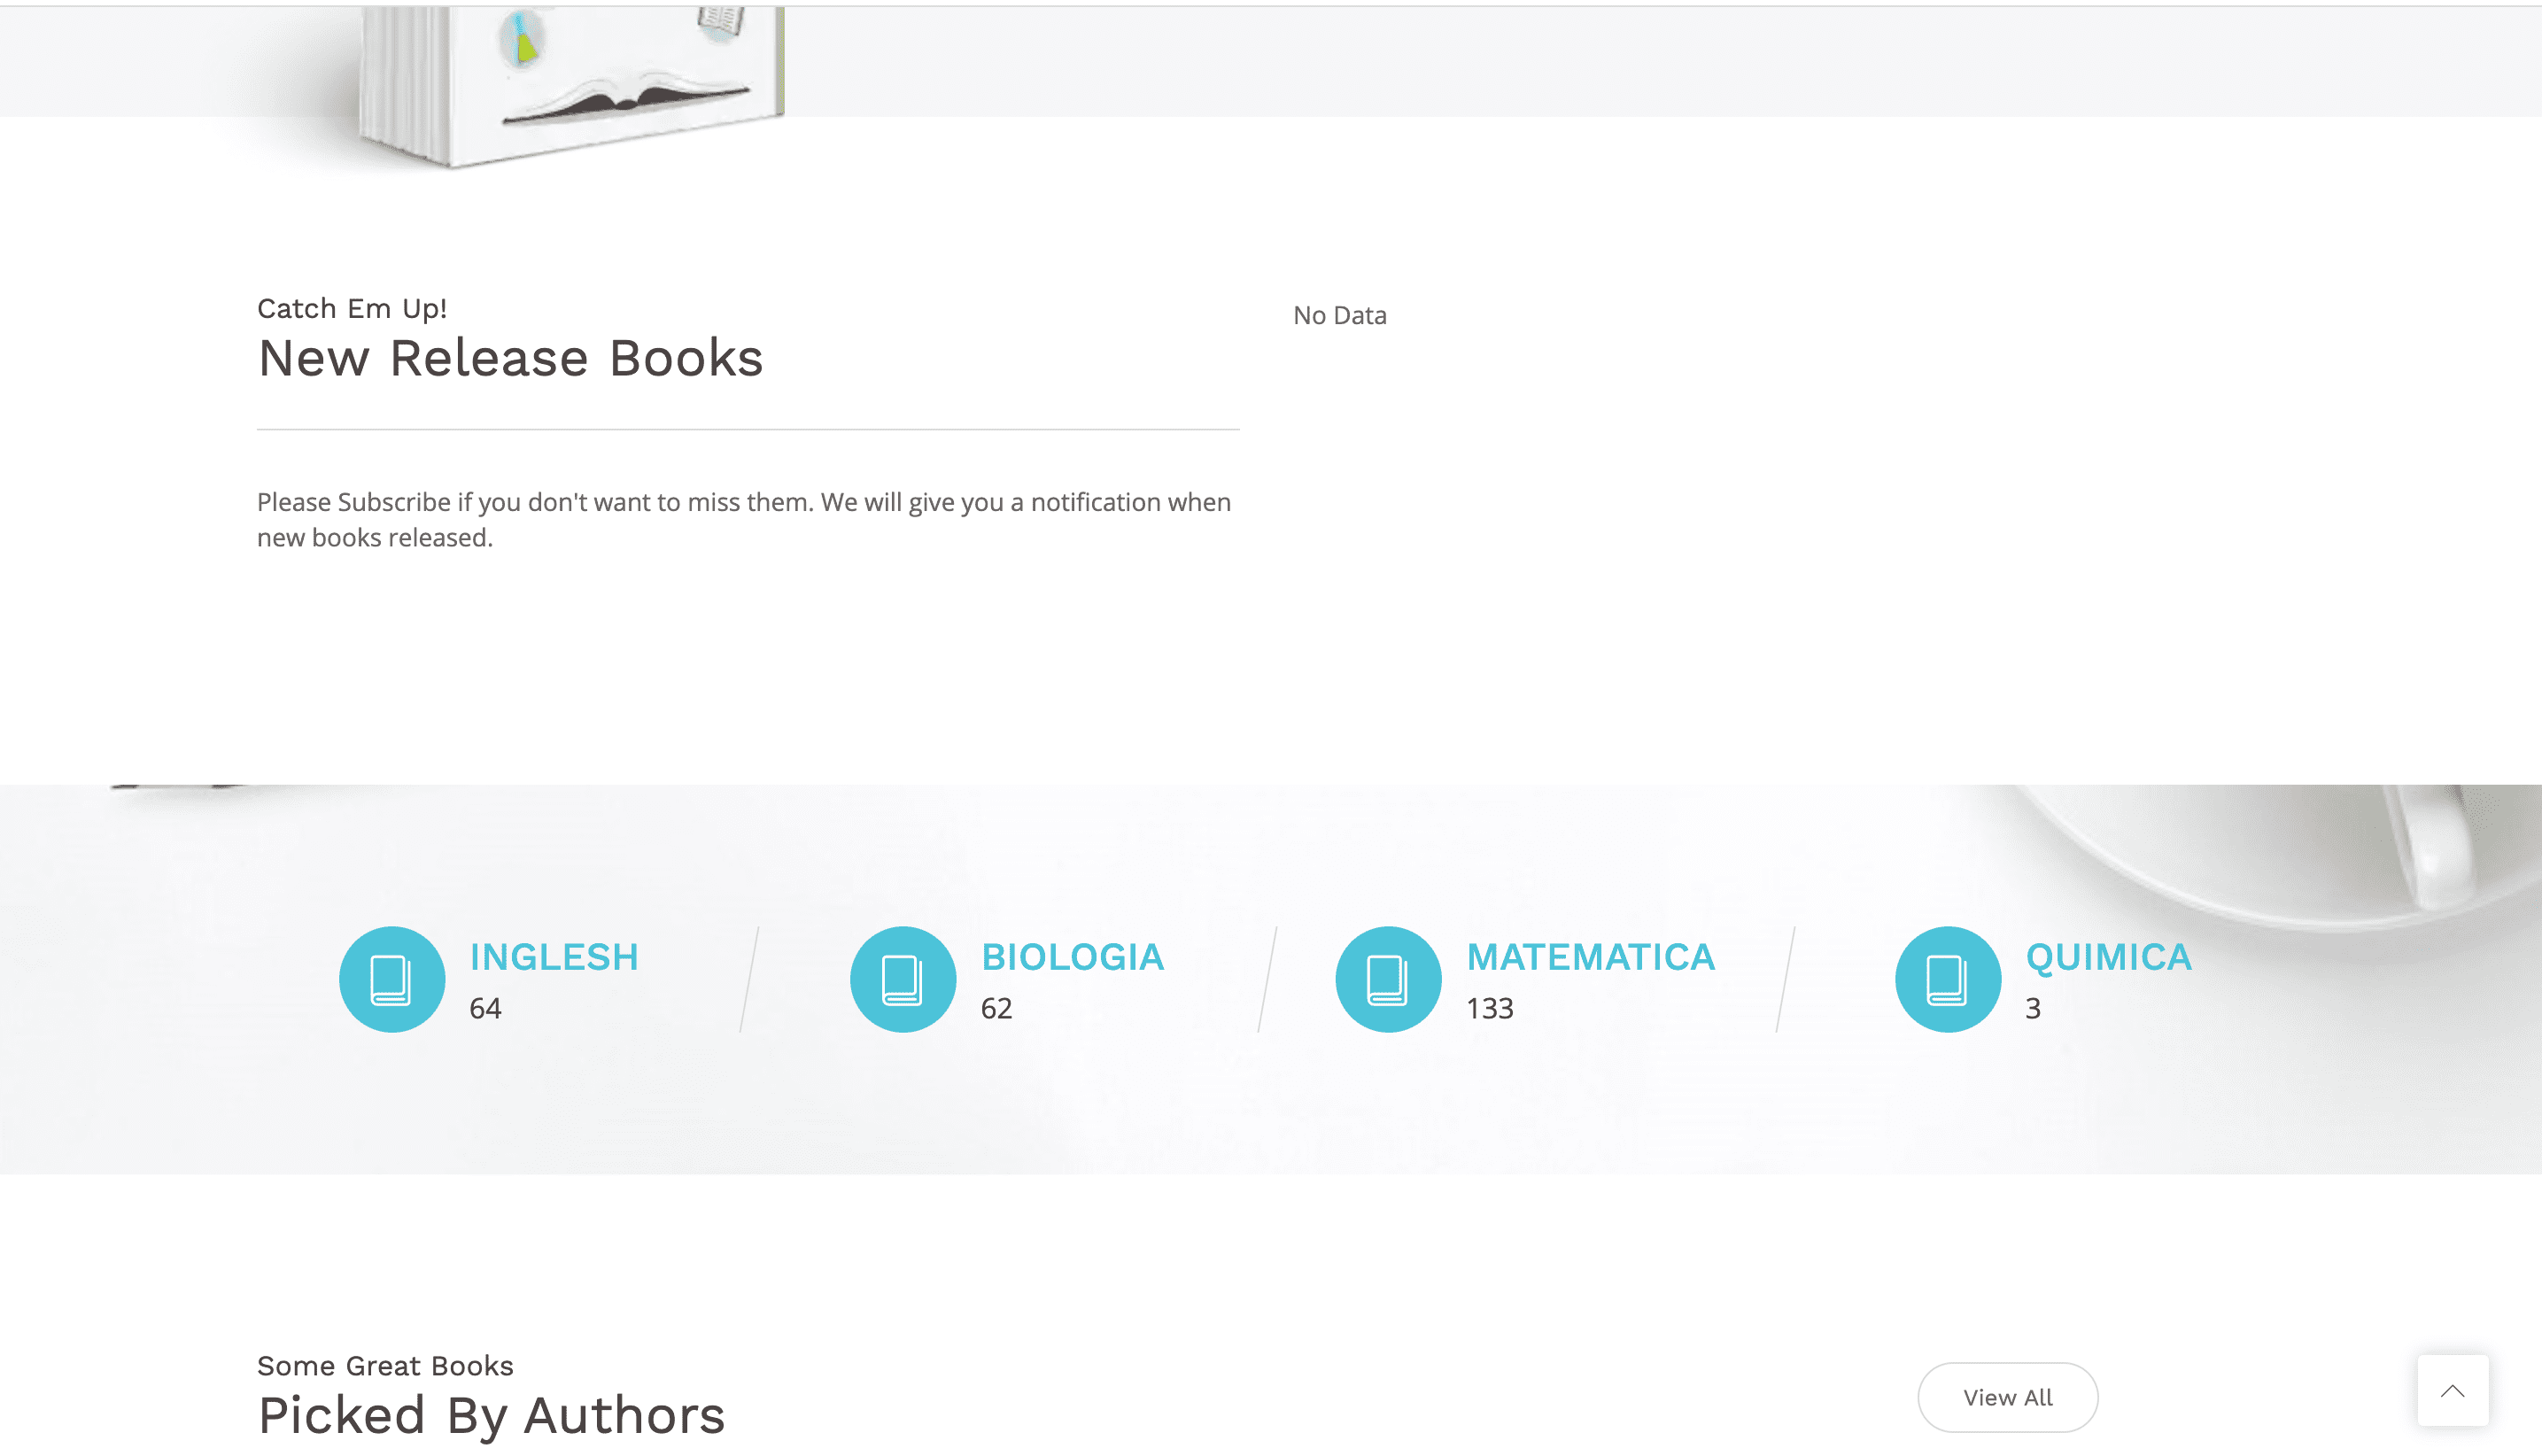 Catch Em Up!
New Release Books
No Data
Please Subscribe if you don't want to miss them. We will give you a notification when
new books released.
INGLESH
64
BIOLOGIA
62
MATEMATICA
133
QUIMICA
3
Some Great Books
Picked By Authors
View All